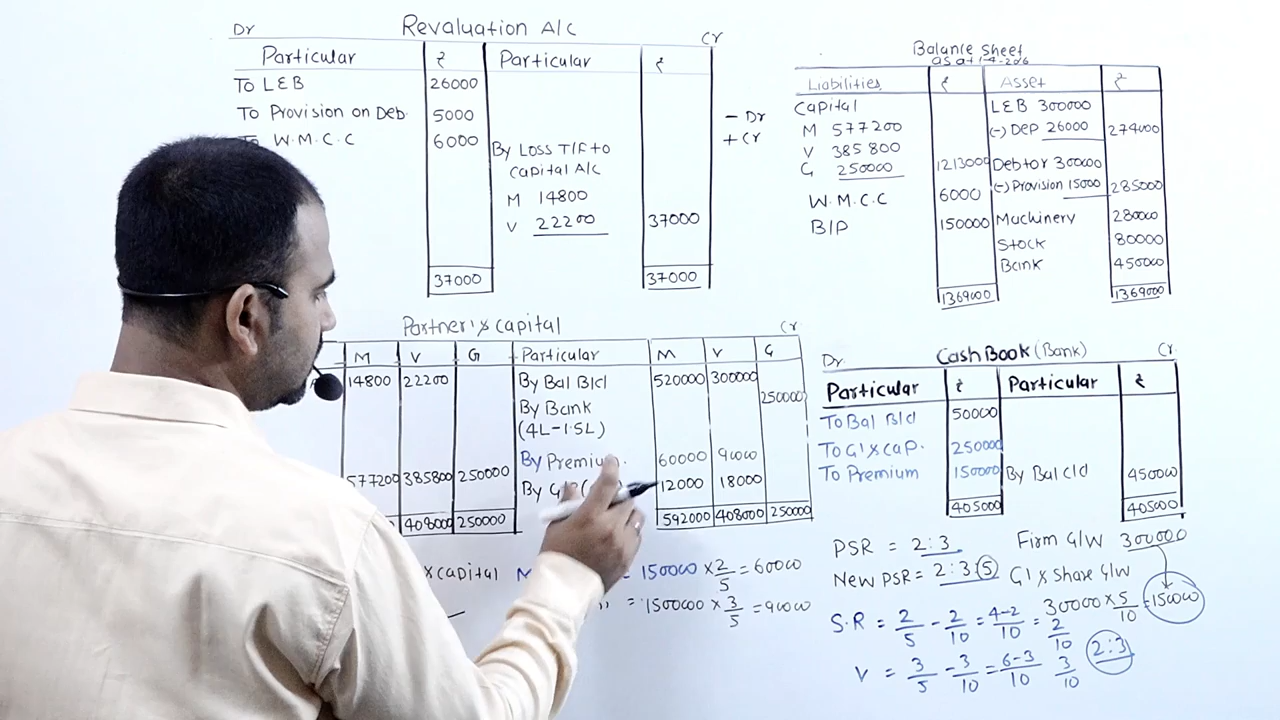 Dr Revaluation A/C Cr
Particular ₹ Particular ₹
To L&B 26000
To Provision on Deb. 5000
W.M.C.C 6000
By Loss T/F to
capital A/c
M 14800
V 22200 37000
37000 37000
- Dr
+ Cr
Balance Sheet
as at 1-4-2016
Liabilities ₹ Asset ₹
Capital L&B 300000
M 577200 (-) Dep 26000 274000
V 385800
G 250000 1213000 Debtor 300000
W.M.C.C 6000 (-) Provision 15000 285000
B/P 150000 Machinery 280000
Stock 80000
Bank 450000
1369000 1369000
Partner's Capital Cr
M V G Particular M V G
14800 22200 By Bal B/d 520000 300000
By Bank 250000
(4L-1.5L)
By Premium. 60000 90000
577200 385800 250000 By 12000 18000
408000 250000 592000 408000 250000
Dr. Cash Book (Bank) Cr.
Particular ₹ Particular ₹
To Bal B/d 50000
To G's Cap. 250000
To Premium 150000 By Bal c/d 450000
405000 405000
's capital
= 150000 × 2/5 = 60000
" = 1500000 × 3/5 = 90000
PSR = 2:3 Firm G/W 300000
New PSR = 2:3:5 G's Share G/W
30000 × 5/10 = 150000
S.R = 2/5 - 2/10 = 4-2/10 = 2/10
V = 3/5 - 3/10 = 6-3/10 3/10 2:3